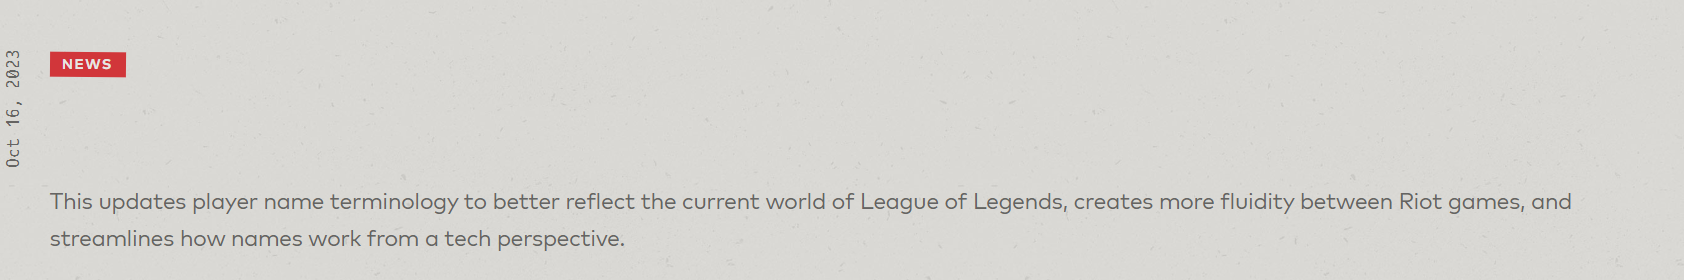 Oct 16, 2023
NEWS
This updates player name terminology to better reflect the current world of League of Legends, creates more fluidity between Riot games, and
streamlines how names work from a tech perspective.